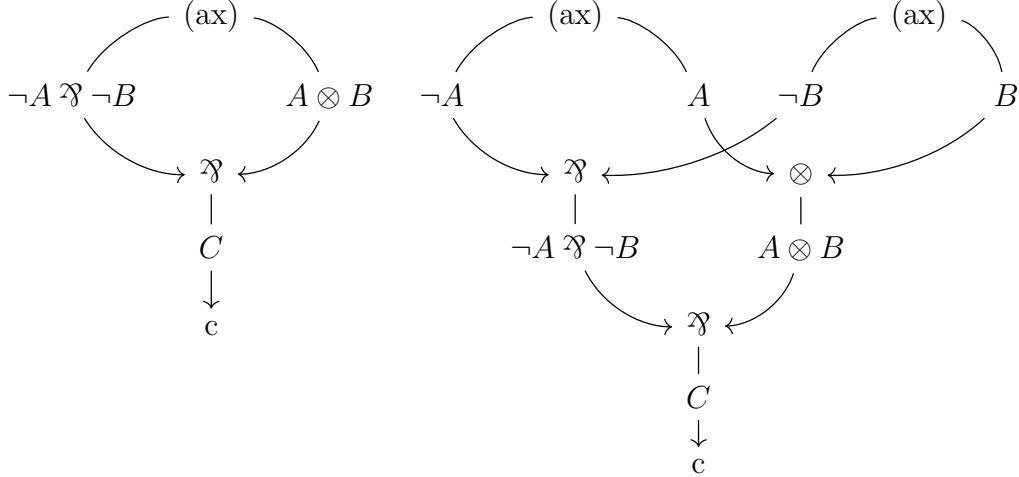 (ax) (ax) (ax)
¬A ⅋ ¬B A ⊗ B ¬A A ¬B B
⅋ ⅋ ⊗
C ¬A ⅋ ¬B A ⊗ B
c ⅋
C
c